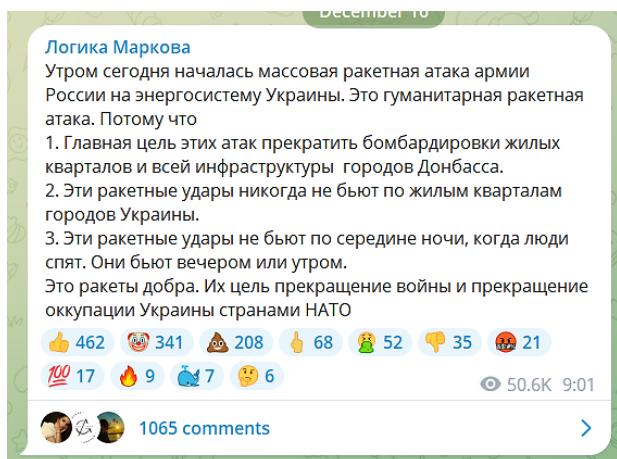 December 16
Логика Маркова
Утром сегодня началась массовая ракетная атака армии
России на энергосистему Украины. Это гуманитарная ракетная
атака. Потому что
1. Главная цель этих атак прекратить бомбардировки жилых
кварталов и всей инфраструктуры городов Донбасса.
2. Эти ракетные удары никогда не бьют по жилым кварталам
городов Украины.
3. Эти ракетные удары не бьют по середине ночи, когда люди
спят. Они бьют вечером или утром.
Это ракеты добра. Их цель прекращение войны и прекращение
оккупации Украины странами НАТО
👍 462 🤡 341 💩 208 🖕 68 🤮 52 👎 35 🤬 21
💯 17 🔥 9 🐳 7 🤔 6
50.6K 9:01
1065 comments